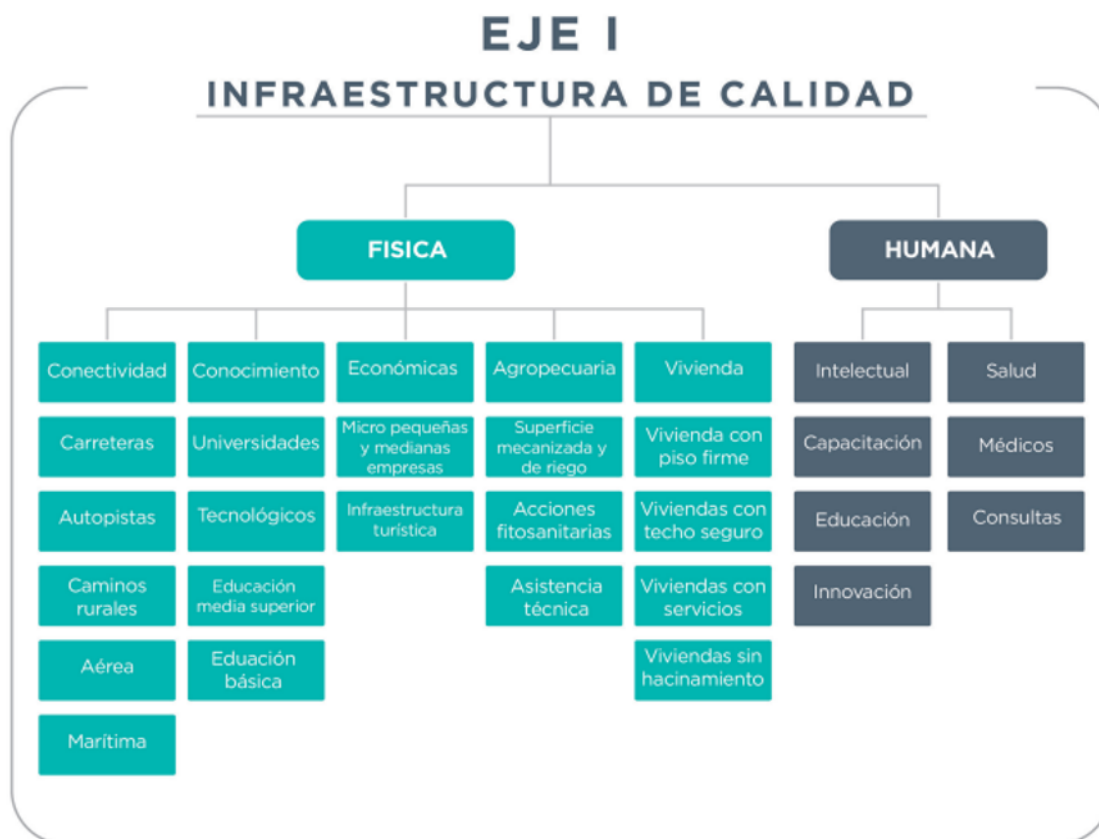 EJE I
INFRAESTRUCTURA DE CALIDAD
FISICA
HUMANA
Conectividad
Carreteras
Autopistas
Caminos
rurales
Aérea
Marítima
Conocimiento
Universidades
Tecnológicos
Educación
media superior
Eduación
básica
Económicas
Micro pequeñas
y medianas
empresas
Infraestructura
turística
Agropecuaria
Superficie
mecanizada y
de riego
Acciones
fitosanitarias
Asistencia
técnica
Vivienda
Vivienda con
piso firme
Viviendas con
techo seguro
Viviendas con
servicios
Viviendas sin
hacinamiento
Intelectual
Capacitación
Educación
Innovación
Salud
Médicos
Consultas